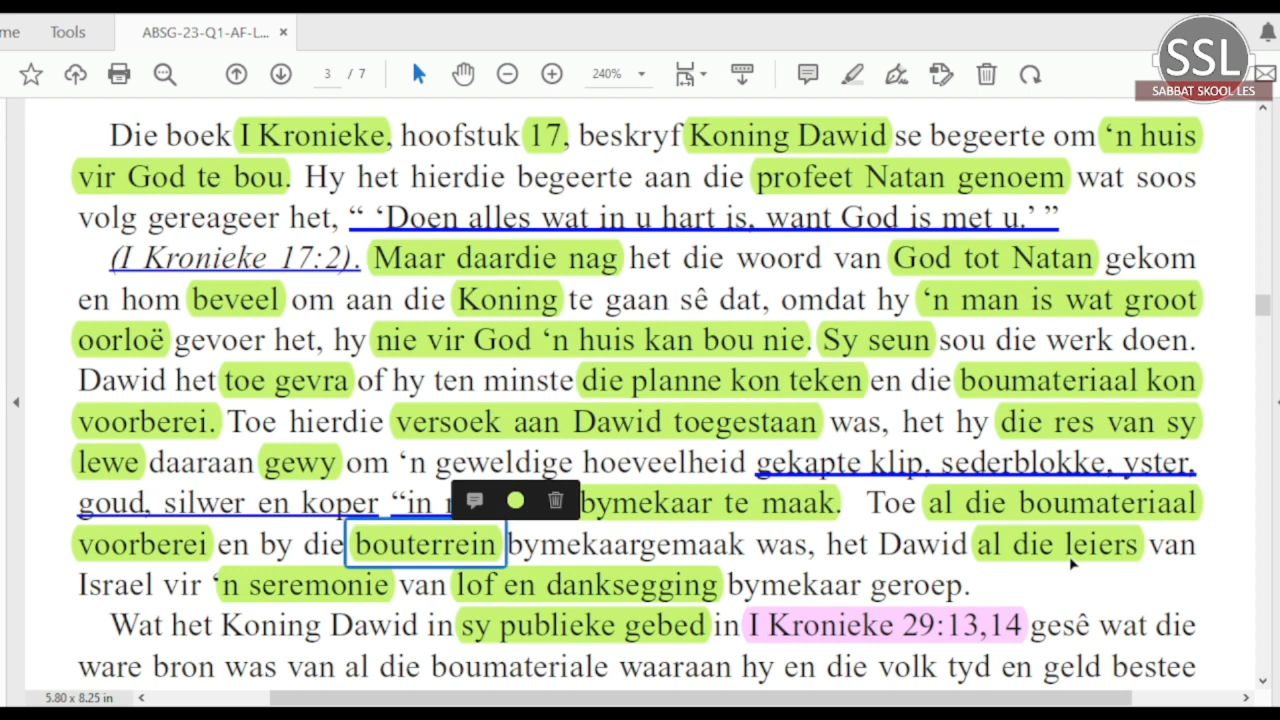 me
Tools
ABSG-23-Q1-AF-L... ×
SSL
SABBAT SKOOL LES
3 / 7
240%
Die boek I Kronieke, hoofstuk 17, beskryf Koning Dawid se begeerte om ‘n huis
vir God te bou. Hy het hierdie begeerte aan die profeet Natan genoem wat soos
volg gereageer het, “ ‘Doen alles wat in u hart is, want God is met u.’ ”
(I Kronieke 17:2). Maar daardie nag het die woord van God tot Natan gekom
en hom beveel om aan die Koning te gaan sê dat, omdat hy ‘n man is wat groot
oorloë gevoer het, hy nie vir God ‘n huis kan bou nie. Sy seun sou die werk doen.
Dawid het toe gevra of hy ten minste die planne kon teken en die boumateriaal kon
voorberei. Toe hierdie versoek aan Dawid toegestaan was, het hy die res van sy
lewe daaraan gewy om ‘n geweldige hoeveelheid gekapte klip, sederblokke, yster,
goud, silwer en koper “in bymekaar te maak. Toe al die boumateriaal
voorberei en by die bouterrein bymekaargemaak was, het Dawid al die leiers van
Israel vir ‘n seremonie van lof en danksegging bymekaar geroep.
Wat het Koning Dawid in sy publieke gebed in I Kronieke 29:13,14 gesê wat die
ware bron was van al die boumateriale waaraan hy en die volk tyd en geld bestee
5.80 x 8.25 in